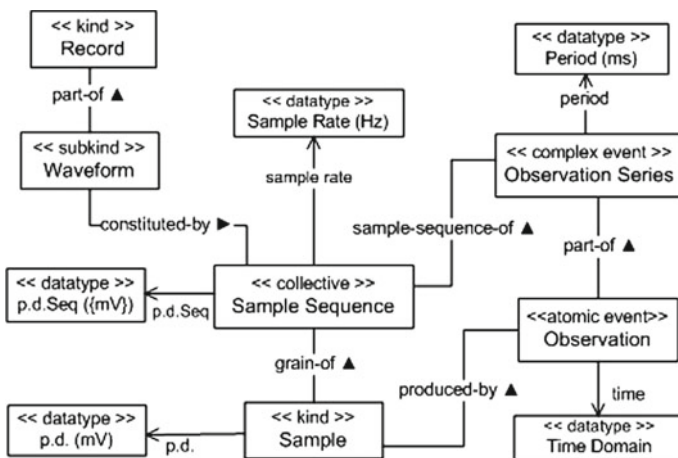 << kind >>
Record
part-of ▲
<< subkind >>
Waveform
constituted-by ►
<< datatype >>
Sample Rate (Hz)
sample rate
<< datatype >>
Period (ms)
period
<< complex event >>
Observation Series
sample-sequence-of ▲
part-of ▲
<< datatype >>
p.d.Seq ({mV})
p.d.Seq
<< collective >>
Sample Sequence
<<atomic event>>
Observation
grain-of ▲
produced-by ▲
time
<< datatype >>
p.d. (mV)
p.d.
<< kind >>
Sample
<< datatype >>
Time Domain